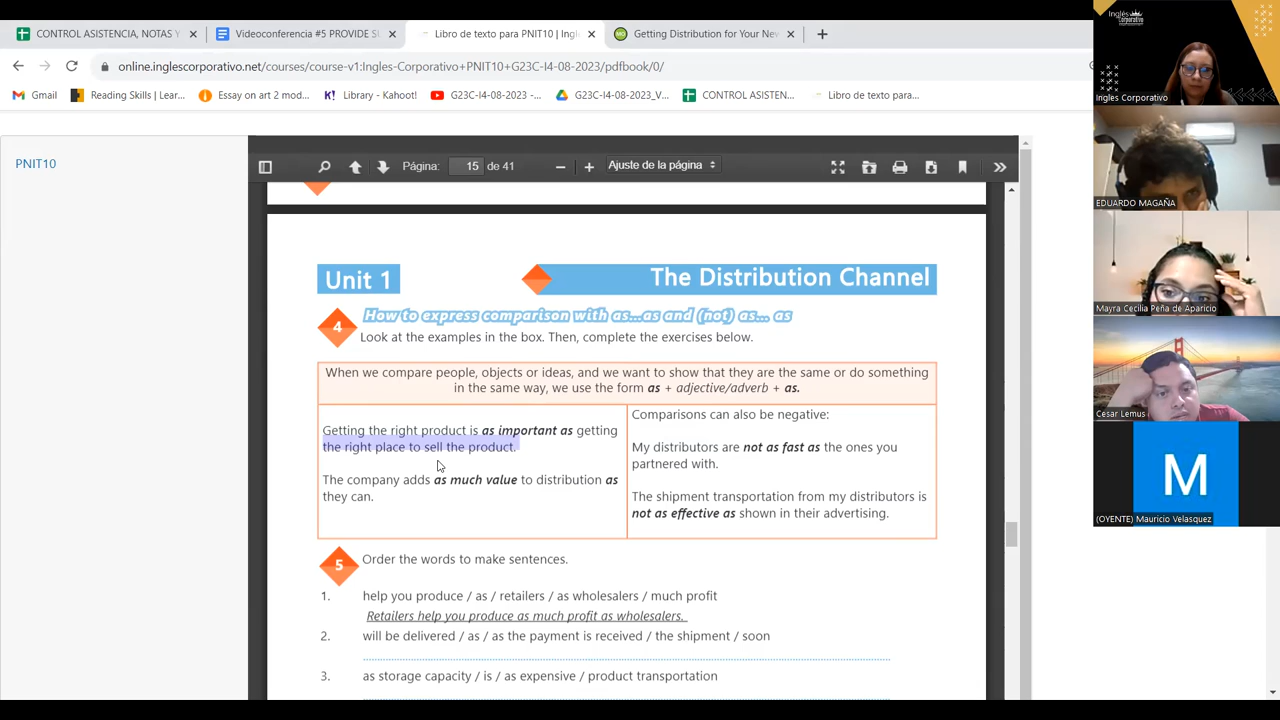 CONTROL ASISTENCIA, NOTAS Y
Videoconferencia #5 PROVIDE S
Libro de texto para PNIT10 | Ingl
Getting Distribution for Your Nev
online.inglescorporativo.net/courses/course-v1:Ingles-Corporativo+PNIT10+G23C-I4-08-2023/pdfbook/0/
Gmail
Reading Skills | Lear...
Essay on art 2 mod...
Library - Kahoo
G23C-I4-08-2023 -...
G23C-I4-08-2023_V...
CONTROL ASISTEN...
Libro de texto para...
PNIT10
Página: 15 de 41
Ajuste de la página
Unit 1
The Distribution Channel
4
How to express comparison with as...as and (not) as... as
Look at the examples in the box. Then, complete the exercises below.
When we compare people, objects or ideas, and we want to show that they are the same or do something
in the same way, we use the form as + adjective/adverb + as.
Getting the right product is as important as getting
the right place to sell the product.
The company adds as much value to distribution as
they can.
Comparisons can also be negative:
My distributors are not as fast as the ones you
partnered with.
The shipment transportation from my distributors is
not as effective as shown in their advertising.
5
Order the words to make sentences.
1. help you produce / as / retailers / as wholesalers / much profit
Retailers help you produce as much profit as wholesalers.
2. will be delivered / as / as the payment is received / the shipment / soon
3. as storage capacity / is / as expensive / product transportation
Inglés
Corporativo
Ingles Corporativo
EDUARDO MAGAÑA
Mayra Cecilia Peña de Aparicio
Cesar Lemus
M
(OYENTE) Mauricio Velasquez